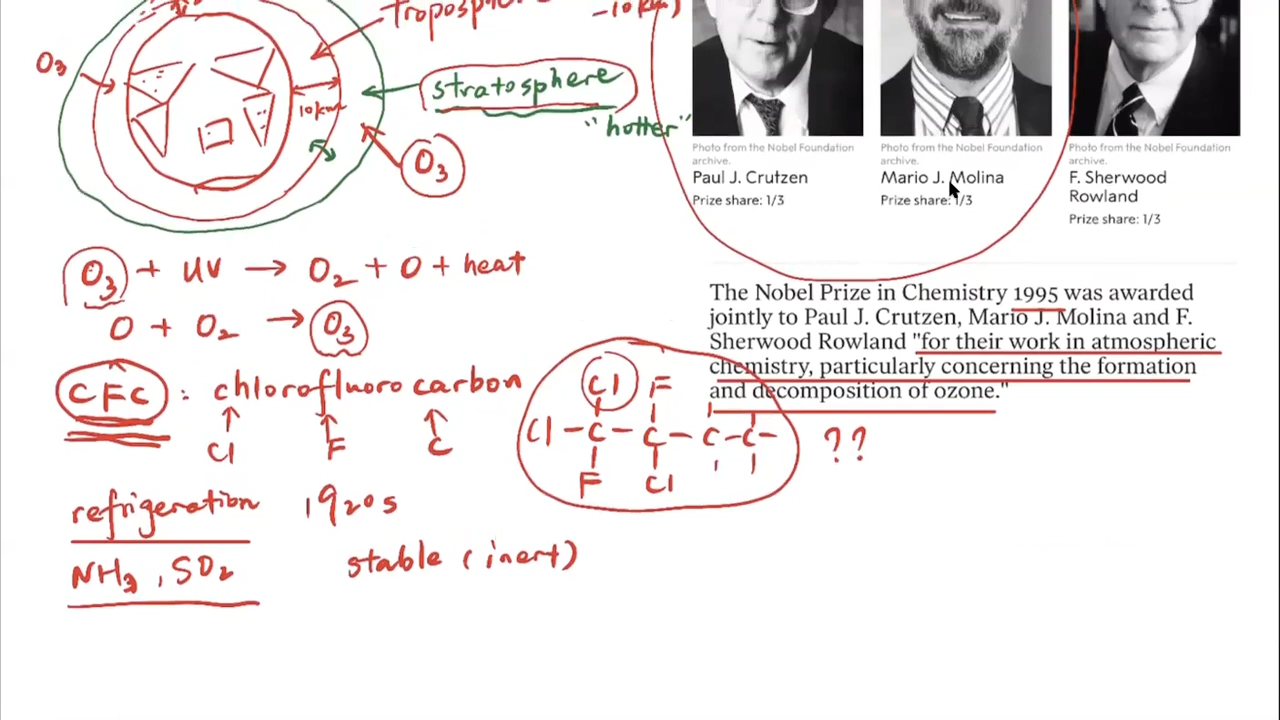 troposphere
~10km)
O3
stratosphere
10km
"hotter"
O3
O3 + UV → O2 + O + heat
O + O2 → O3
CFC : chlorofluorocarbon
Cl F C
Cl F
Cl - C - C - C - C - ??
F Cl
refrigeration 1920s
NH3, SO2 stable (inert)
Photo from the Nobel Foundation archive.
Paul J. Crutzen
Prize share: 1/3
Photo from the Nobel Foundation archive.
Mario J. Molina
Prize share: 1/3
Photo from the Nobel Foundation archive.
F. Sherwood
Rowland
Prize share: 1/3
The Nobel Prize in Chemistry 1995 was awarded
jointly to Paul J. Crutzen, Mario J. Molina and F.
Sherwood Rowland "for their work in atmospheric
chemistry, particularly concerning the formation
and decomposition of ozone."